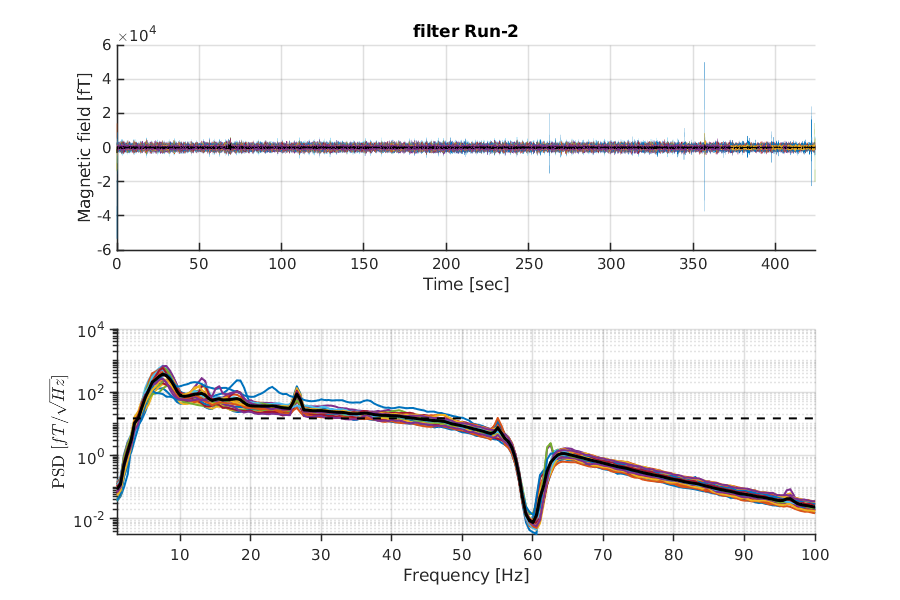 filter Run-2
×10^4
6
4
2
0
-2
-4
-6
Magnetic field [fT]
0 50 100 150 200 250 300 350 400
Time [sec]
10^4
10^2
10^0
10^-2
PSD [fT/√Hz]
10 20 30 40 50 60 70 80 90 100
Frequency [Hz]